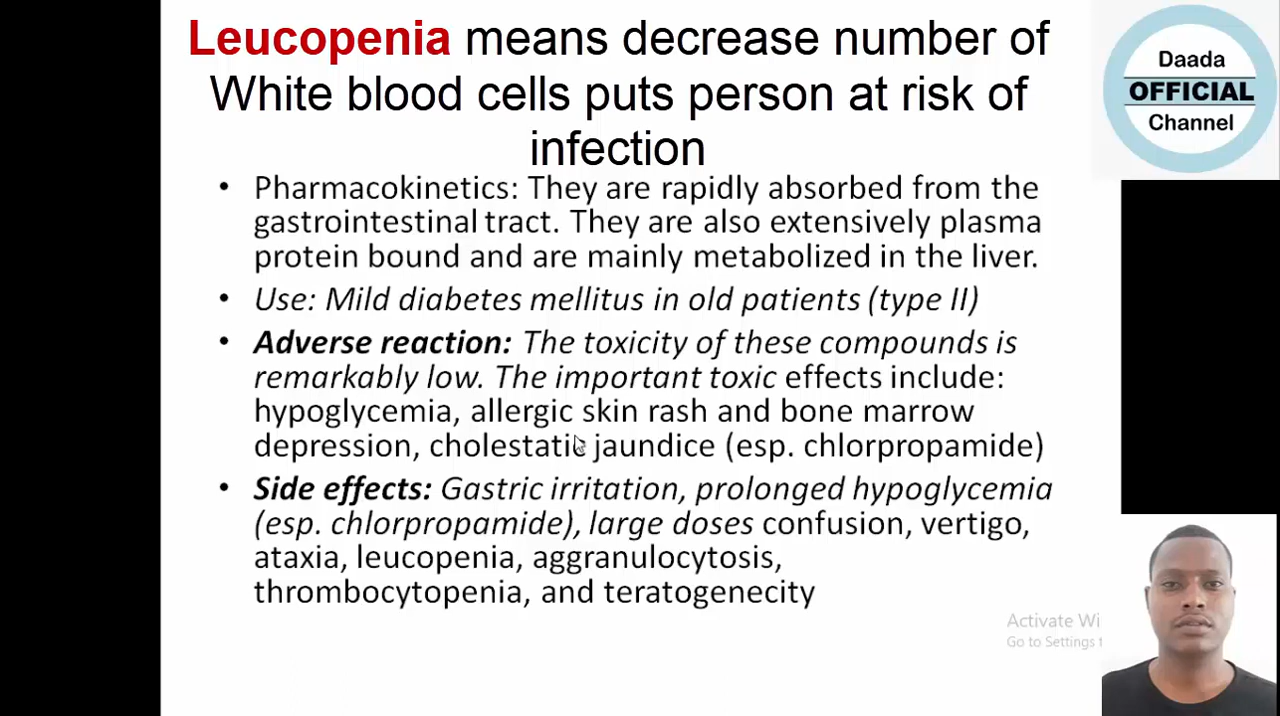 Leucopenia means decrease number of
White blood cells puts person at risk of
infection
• Pharmacokinetics: They are rapidly absorbed from the
gastrointestinal tract. They are also extensively plasma
protein bound and are mainly metabolized in the liver.
• Use: Mild diabetes mellitus in old patients (type II)
• Adverse reaction: The toxicity of these compounds is
remarkably low. The important toxic effects include:
hypoglycemia, allergic skin rash and bone marrow
depression, cholestatic jaundice (esp. chlorpropamide)
• Side effects: Gastric irritation, prolonged hypoglycemia
(esp. chlorpropamide), large doses confusion, vertigo,
ataxia, leucopenia, aggranulocytosis,
thrombocytopenia, and teratogenecity
Daada
OFFICIAL
Channel
Activate Wi
Go to Settings t